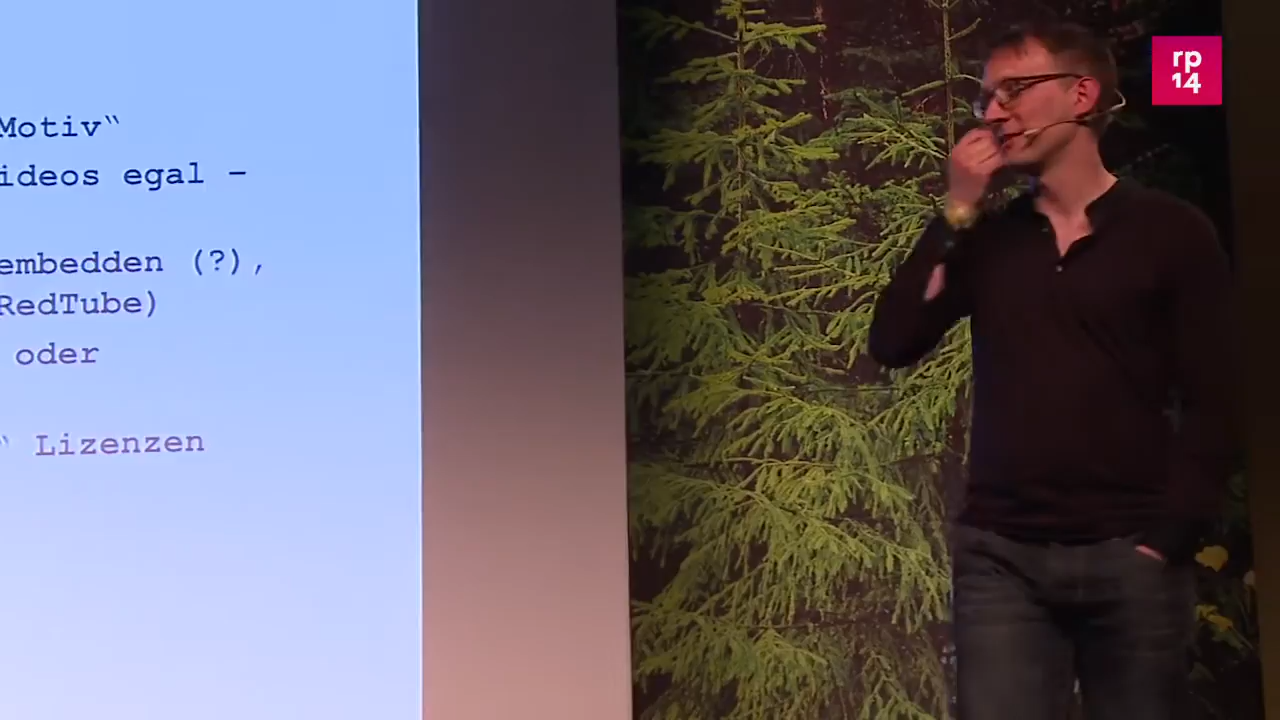 rp
14
Motiv“
ideos egal –
embedden (?),
RedTube)
oder
“ Lizenzen